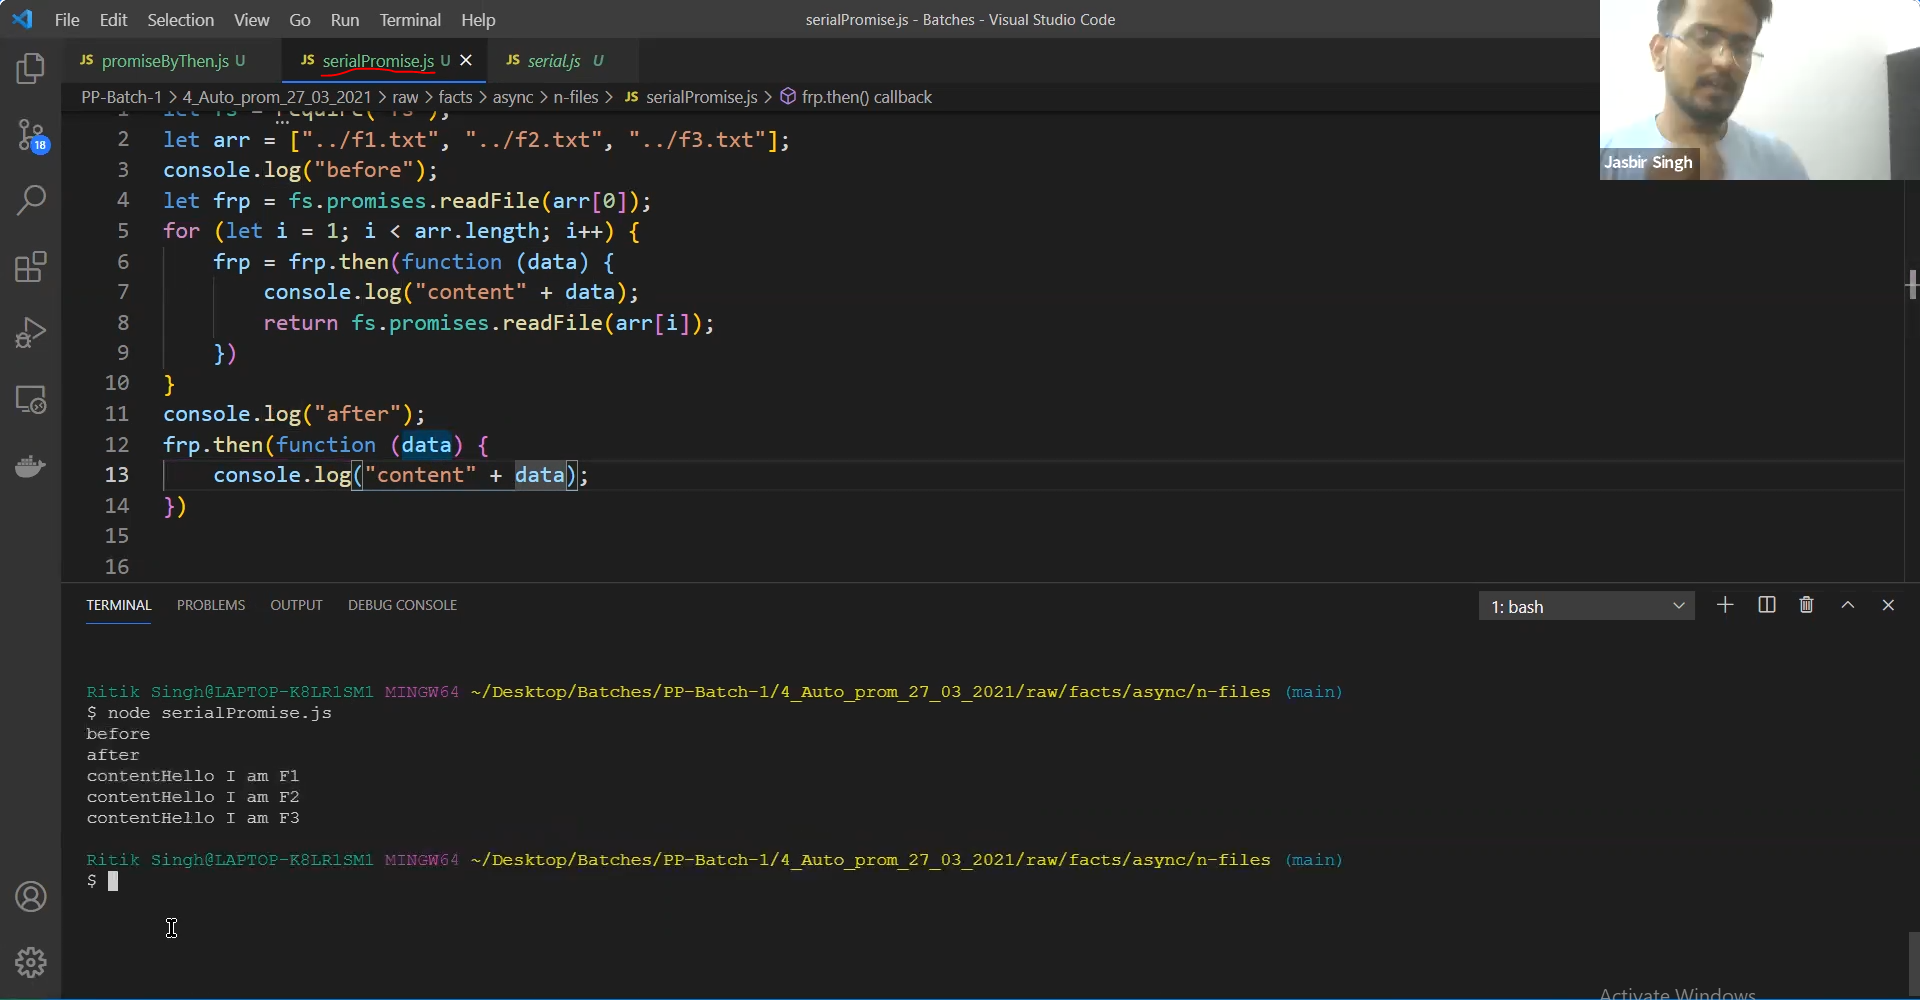 File Edit Selection View Go Run Terminal Help
serialPromise.js - Batches - Visual Studio Code
JS promiseByThen.js U
JS serialPromise.js U
JS serial.js U
PP-Batch-1 > 4_Auto_prom_27_03_2021 > raw > facts > async > n-files > JS serialPromise.js > frp.then() callback
Jasbir Singh
18
1 let fs = require("fs");
2 let arr = ["../f1.txt", "../f2.txt", "../f3.txt"];
3 console.log("before");
4 let frp = fs.promises.readFile(arr[0]);
5 for (let i = 1; i < arr.length; i++) {
6 frp = frp.then(function (data) {
7 console.log("content" + data);
8 return fs.promises.readFile(arr[i]);
9 })
10 }
11 console.log("after");
12 frp.then(function (data) {
13 console.log("content" + data);
14 })
15
16
TERMINAL PROBLEMS OUTPUT DEBUG CONSOLE
1: bash
Ritik Singh@LAPTOP-K8LR1SM1 MINGW64 ~/Desktop/Batches/PP-Batch-1/4_Auto_prom_27_03_2021/raw/facts/async/n-files (main)
$ node serialPromise.js
before
after
contentHello I am F1
contentHello I am F2
contentHello I am F3
Ritik Singh@LAPTOP-K8LR1SM1 MINGW64 ~/Desktop/Batches/PP-Batch-1/4_Auto_prom_27_03_2021/raw/facts/async/n-files (main)
$
Activate Windows